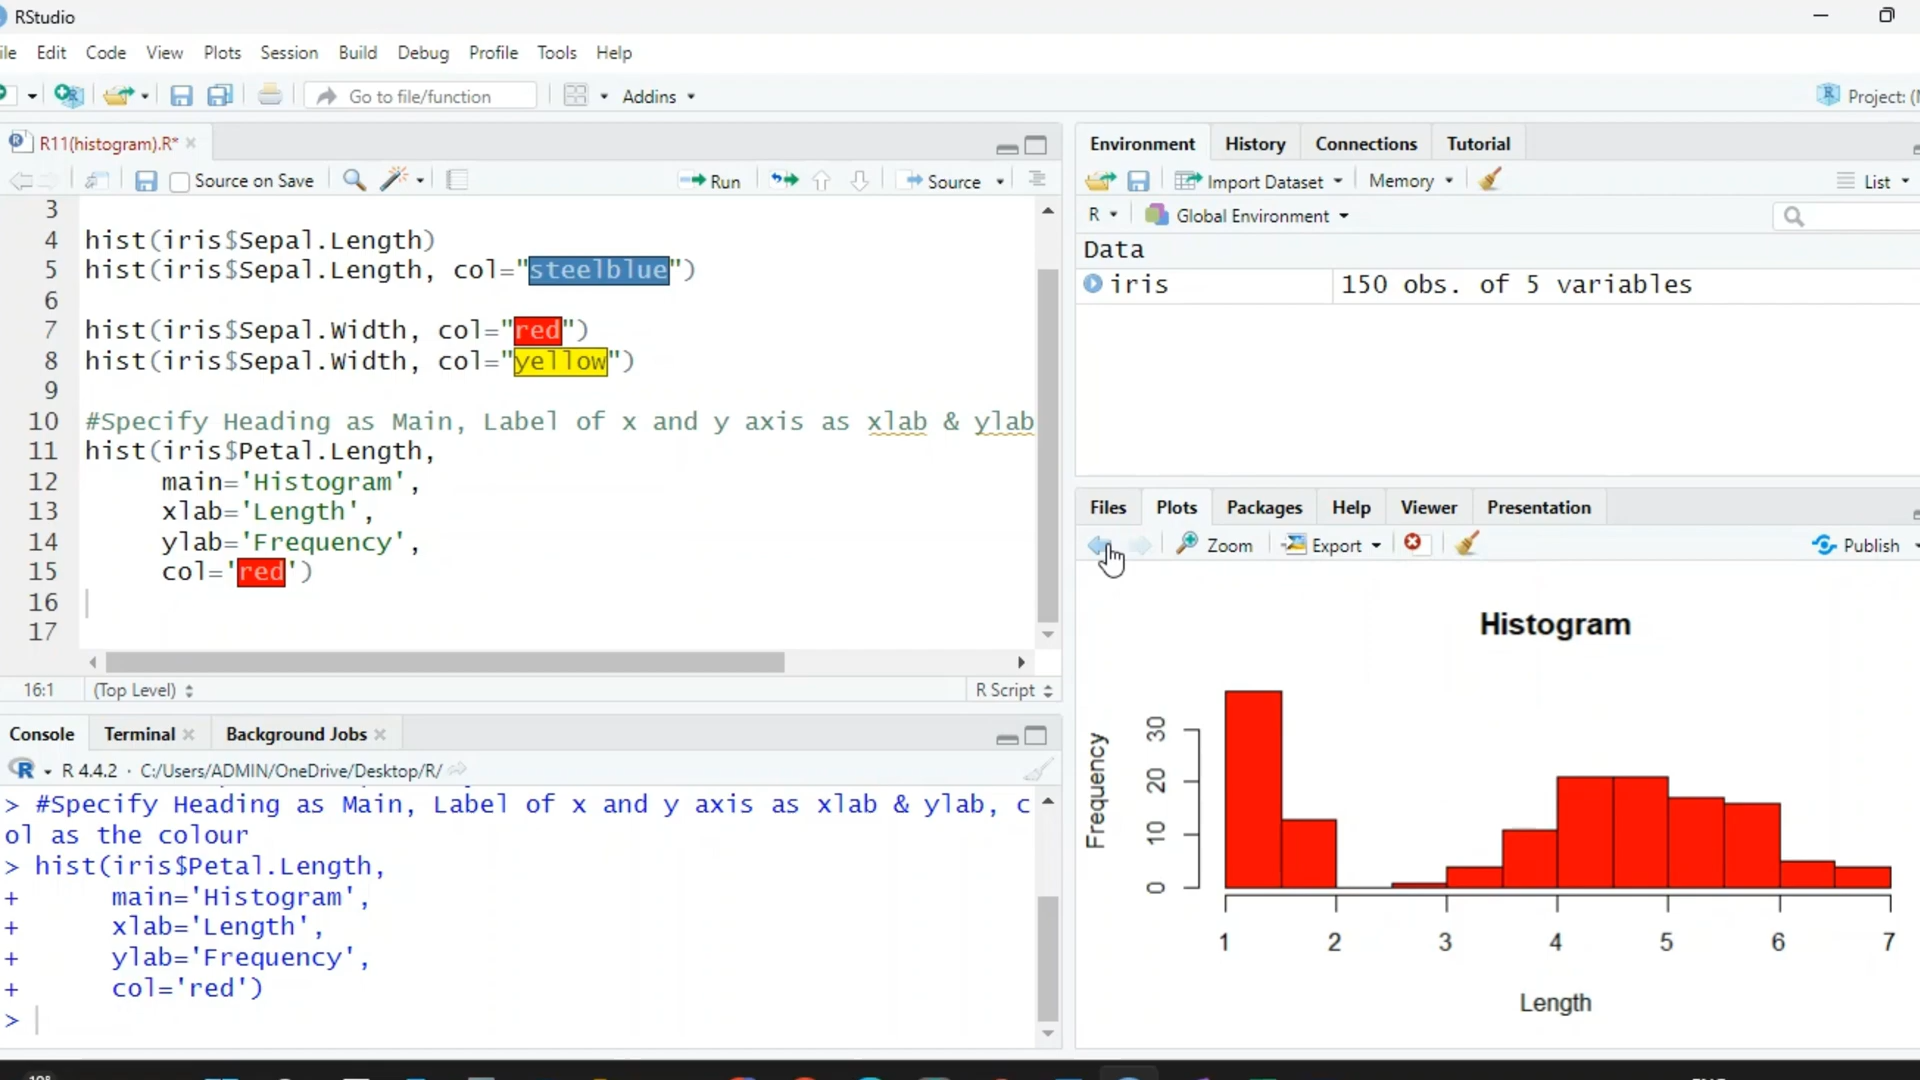 RStudio
ile Edit Code View Plots Session Build Debug Profile Tools Help
Go to file/function Addins Project: (
R11(histogram).R*
Source on Save Run Source
3
4 hist(iris$Sepal.Length)
5 hist(iris$Sepal.Length, col="steelblue")
6
7 hist(iris$Sepal.Width, col="red")
8 hist(iris$Sepal.Width, col="yellow")
9
10 #Specify Heading as Main, Label of x and y axis as xlab & ylab
11 hist(iris$Petal.Length,
12 main='Histogram',
13 xlab='Length',
14 ylab='Frequency',
15 col='red')
16
17
16:1 (Top Level) R Script
Console Terminal Background Jobs
R 4.4.2 · C:/Users/ADMIN/OneDrive/Desktop/R/
> #Specify Heading as Main, Label of x and y axis as xlab & ylab, c
ol as the colour
> hist(iris$Petal.Length,
+ main='Histogram',
+ xlab='Length',
+ ylab='Frequency',
+ col='red')
>
Environment History Connections Tutorial
Import Dataset Memory List
R Global Environment
Data
iris 150 obs. of 5 variables
Files Plots Packages Help Viewer Presentation
Zoom Export Publish
Histogram
Frequency
30
20
10
0
1 2 3 4 5 6 7
Length